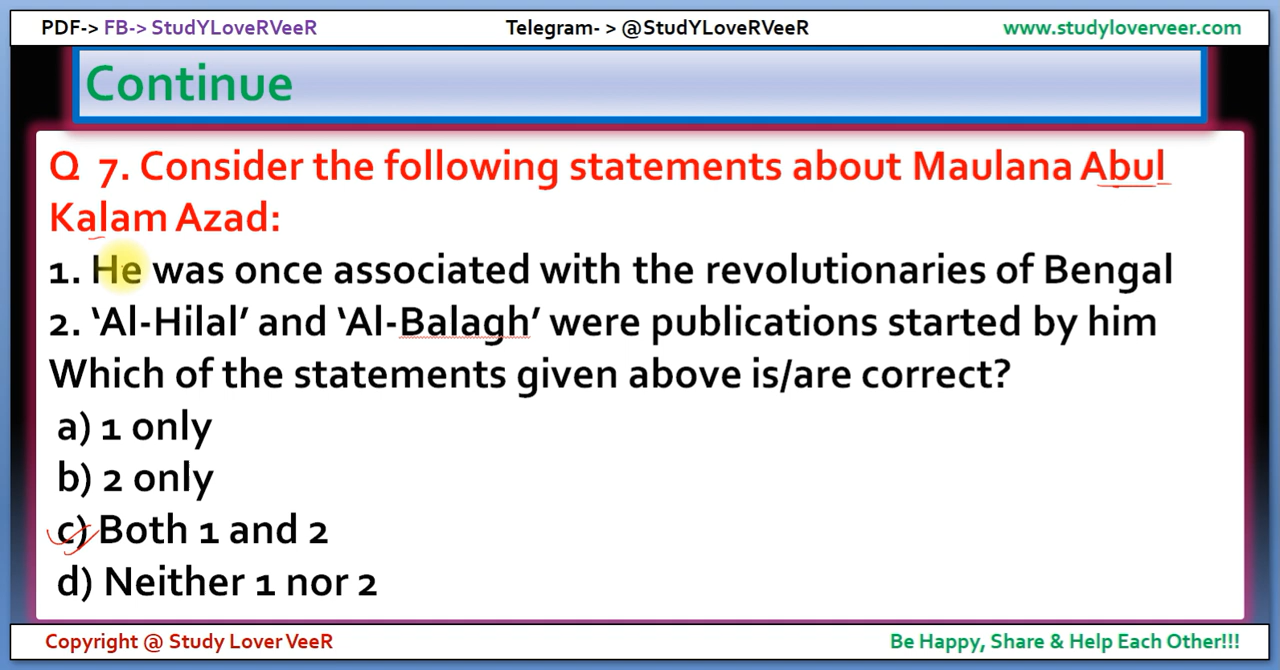 PDF-> FB-> StudYLoveRVeeR Telegram- > @StudYLoveRVeeR www.studyloverveer.com
Continue
Q 7. Consider the following statements about Maulana Abul
Kalam Azad:
1. He was once associated with the revolutionaries of Bengal
2. ‘Al-Hilal’ and ‘Al-Balagh’ were publications started by him
Which of the statements given above is/are correct?
a) 1 only
b) 2 only
c) Both 1 and 2
d) Neither 1 nor 2
Copyright @ Study Lover VeeR Be Happy, Share & Help Each Other!!!